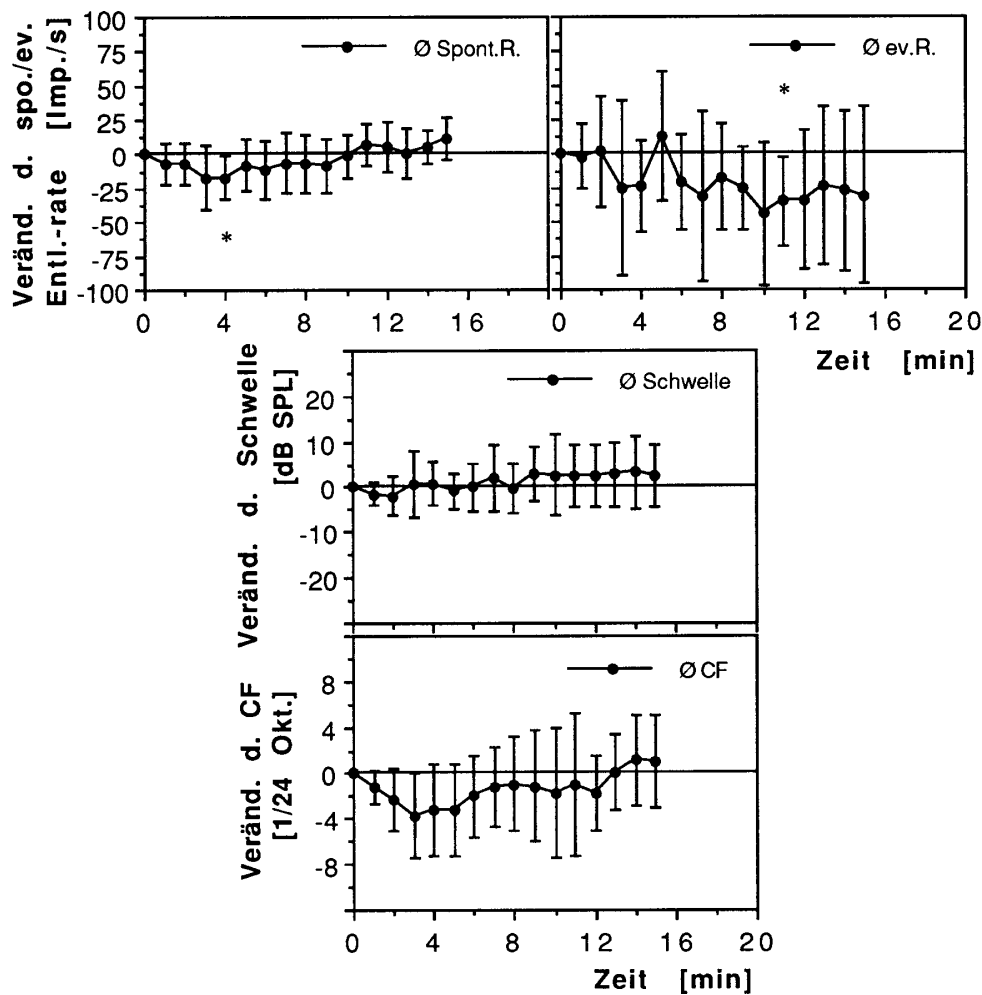 Veränd. d. spo./ev.
Entl.-rate [Imp./s]
100
75
50
25
0
-25
-50
-75
-100
Ø Spont.R.
*
0 4 8 12 16
Ø ev.R.
*
0 4 8 12 16 20
Zeit [min]
Veränd. d. Schwelle
[dB SPL]
20
10
0
-10
-20
Ø Schwelle
Veränd. d. CF
[1/24 Okt.]
8
4
0
-4
-8
Ø CF
0 4 8 12 16 20
Zeit [min]